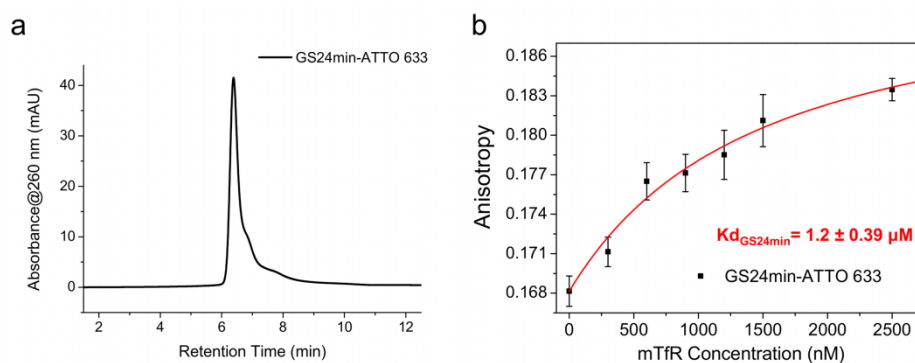 a
GS24min-ATTO 633
Absorbance@260 nm (mAU)
40
30
20
10
0
2
4
6
8
10
12
Retention Time (min)
b
Anisotropy
0.186
0.183
0.180
0.177
0.174
0.171
0.168
Kd_GS24min= 1.2 ± 0.39 μM
GS24min-ATTO 633
0
500
1000
1500
2000
2500
mTfR Concentration (nM)